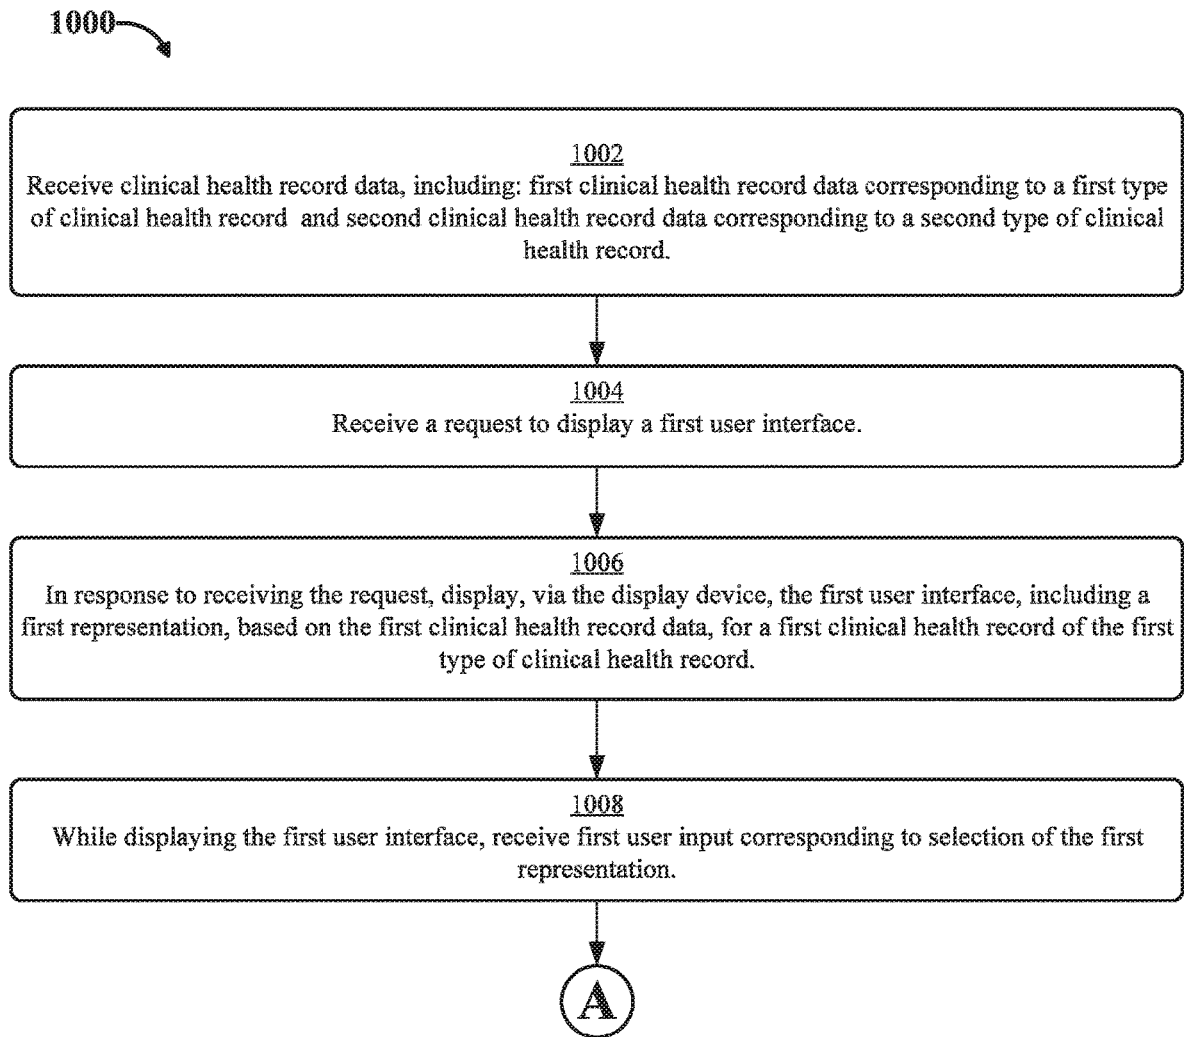 1000
1002
Receive clinical health record data, including: first clinical health record data corresponding to a first type
of clinical health record and second clinical health record data corresponding to a second type of clinical
health record.
1004
Receive a request to display a first user interface.
1006
In response to receiving the request, display, via the display device, the first user interface, including a
first representation, based on the first clinical health record data, for a first clinical health record of the first
type of clinical health record.
1008
While displaying the first user interface, receive first user input corresponding to selection of the first
representation.
A